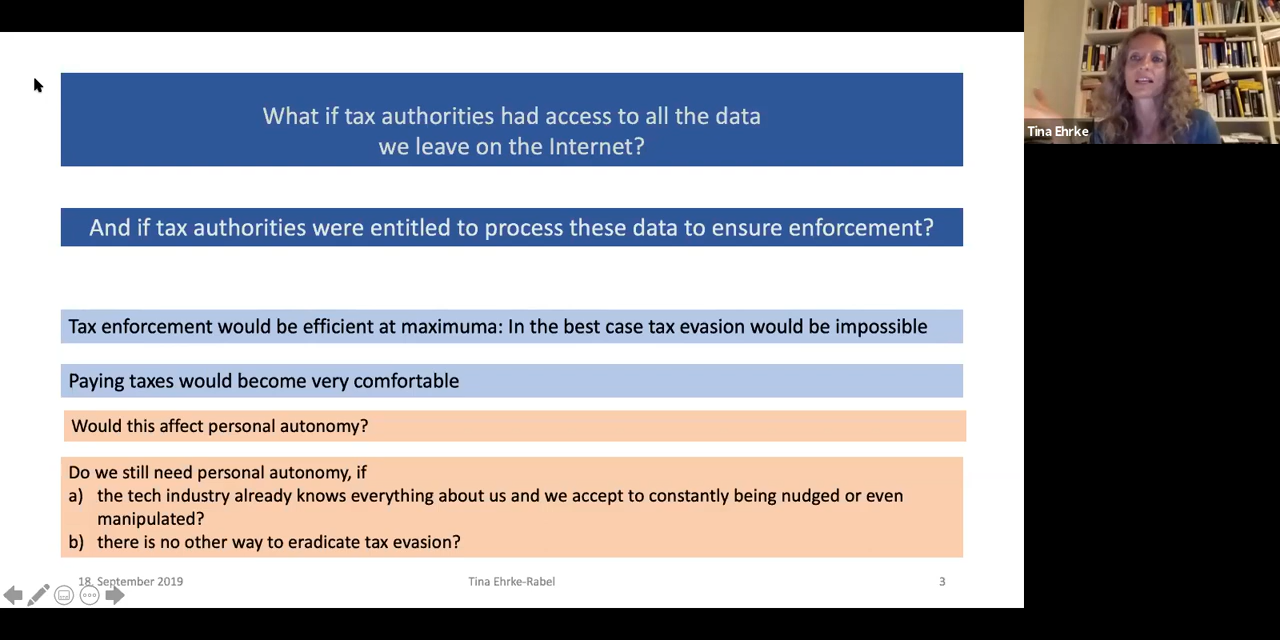 What if tax authorities had access to all the data
we leave on the Internet?
And if tax authorities were entitled to process these data to ensure enforcement?
Tax enforcement would be efficient at maximuma: In the best case tax evasion would be impossible
Paying taxes would become very comfortable
Would this affect personal autonomy?
Do we still need personal autonomy, if
a) the tech industry already knows everything about us and we accept to constantly being nudged or even
manipulated?
b) there is no other way to eradicate tax evasion?
18. September 2019 Tina Ehrke-Rabel 3
Tina Ehrke